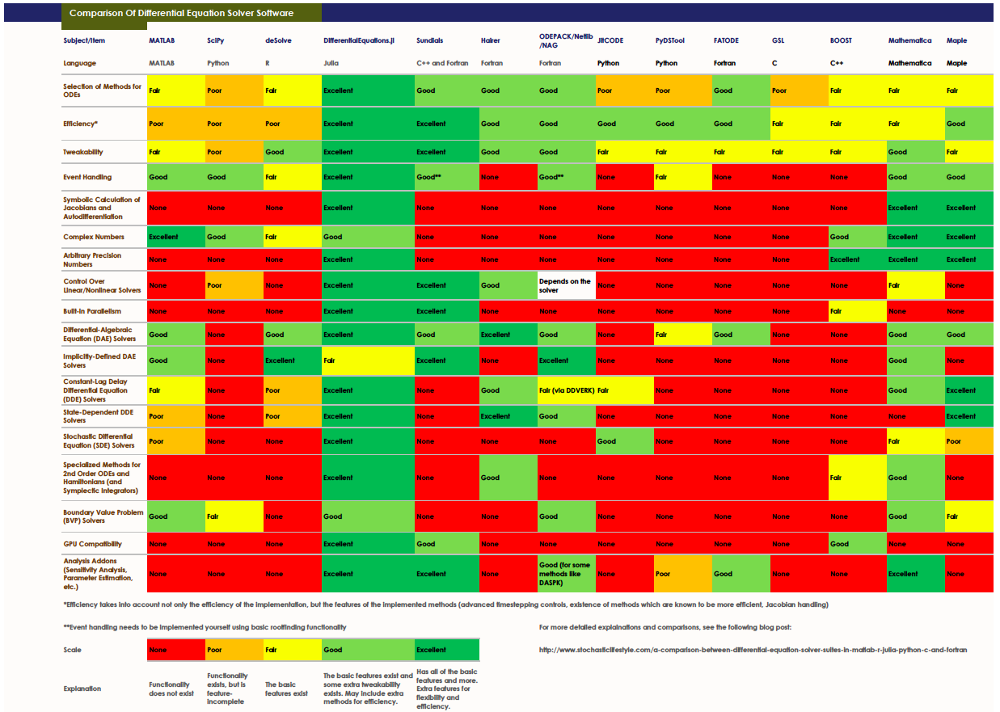 Comparison Of Differential Equation Solver Software
Subject/Item MATLAB SciPy deSolve DifferentialEquations.jl Sundials Hairer ODEPACK/Netlib /NAG JitCODE PyDSTool FATODE GSL BOOST Mathematica Maple
Language MATLAB Python R Julia C++ and Fortran Fortran Fortran Python Python Fortran C C++ Mathematica Maple
Selection of Methods for ODEs Fair Poor Fair Excellent Good Good Good Poor Poor Good Poor Fair Fair Fair
Efficiency* Poor Poor Poor Excellent Excellent Good Good Good Good Good Fair Fair Fair Good
Tweakability Fair Poor Good Excellent Excellent Good Good Fair Fair Fair Fair Fair Good Fair
Event Handling Good Good Fair Excellent Good** None Good** None Fair None None None Good Good
Symbolic Calculation of Jacobians and Autodifferentiation None None None Excellent None None None None None None None None Excellent Excellent
Complex Numbers Excellent Good Fair Good None None None None None None None Good Excellent Excellent
Arbitrary Precision Numbers None None None Excellent None None None None None None None Excellent Excellent Excellent
Control Over Linear/Nonlinear Solvers None Poor None Excellent Excellent Good Depends on the solver None None None None None Fair None
Built-in Parallelism None None None Excellent Excellent None None None None None None Fair None None
Differential-Algebraic Equation (DAE) Solvers Good None Good Excellent Good Excellent Good None Fair Good None None Good Good
Implicitly-Defined DAE Solvers Good None Excellent Fair Excellent None Excellent None None None None None Good None
Constant-Lag Delay Differential Equation (DDE) Solvers Fair None Poor Excellent None Good Fair (via DDVERK) Fair None None None None Good Excellent
State-Dependent DDE Solvers Poor None Poor Excellent None Excellent Good None None None None None None Excellent
Stochastic Differential Equation (SDE) Solvers Poor None None Excellent None None None Good None None None None Fair Poor
Specialized Methods for 2nd Order ODEs and Hamiltonians (and Symplectic Integrators) None None None Excellent None Good None None None None None Fair Good None
Boundary Value Problem (BVP) Solvers Good Fair None Good None None Good None None None None None Good Fair
GPU Compatibility None None None Excellent Good None None None None None None Good None None
Analysis Addons (Sensitivity Analysis, Parameter Estimation, etc.) None None None Excellent Excellent None Good (for some methods like DASPK) None Poor Good None None Excellent None
*Efficiency takes into account not only the efficiency of the implementation, but the features of the implemented methods (advanced timestepping controls, existence of methods which are known to be more efficient, Jacobian handling)
**Event handling needs to be implemented yourself using basic rootfinding functionality
For more detailed explainations and comparisons, see the following blog post:
Scale None Poor Fair Good Excellent
http://www.stochasticlifestyle.com/a-comparison-between-differential-equation-solver-suites-in-matlab-r-julia-python-c-and-fortran
Explanation Functionality does not exist Functionality exists, but is feature-incomplete The basic features exist The basic features exist and some extra tweakability exists. May include extra methods for efficiency. Has all of the basic features and more. Extra features for flexibility and efficiency.